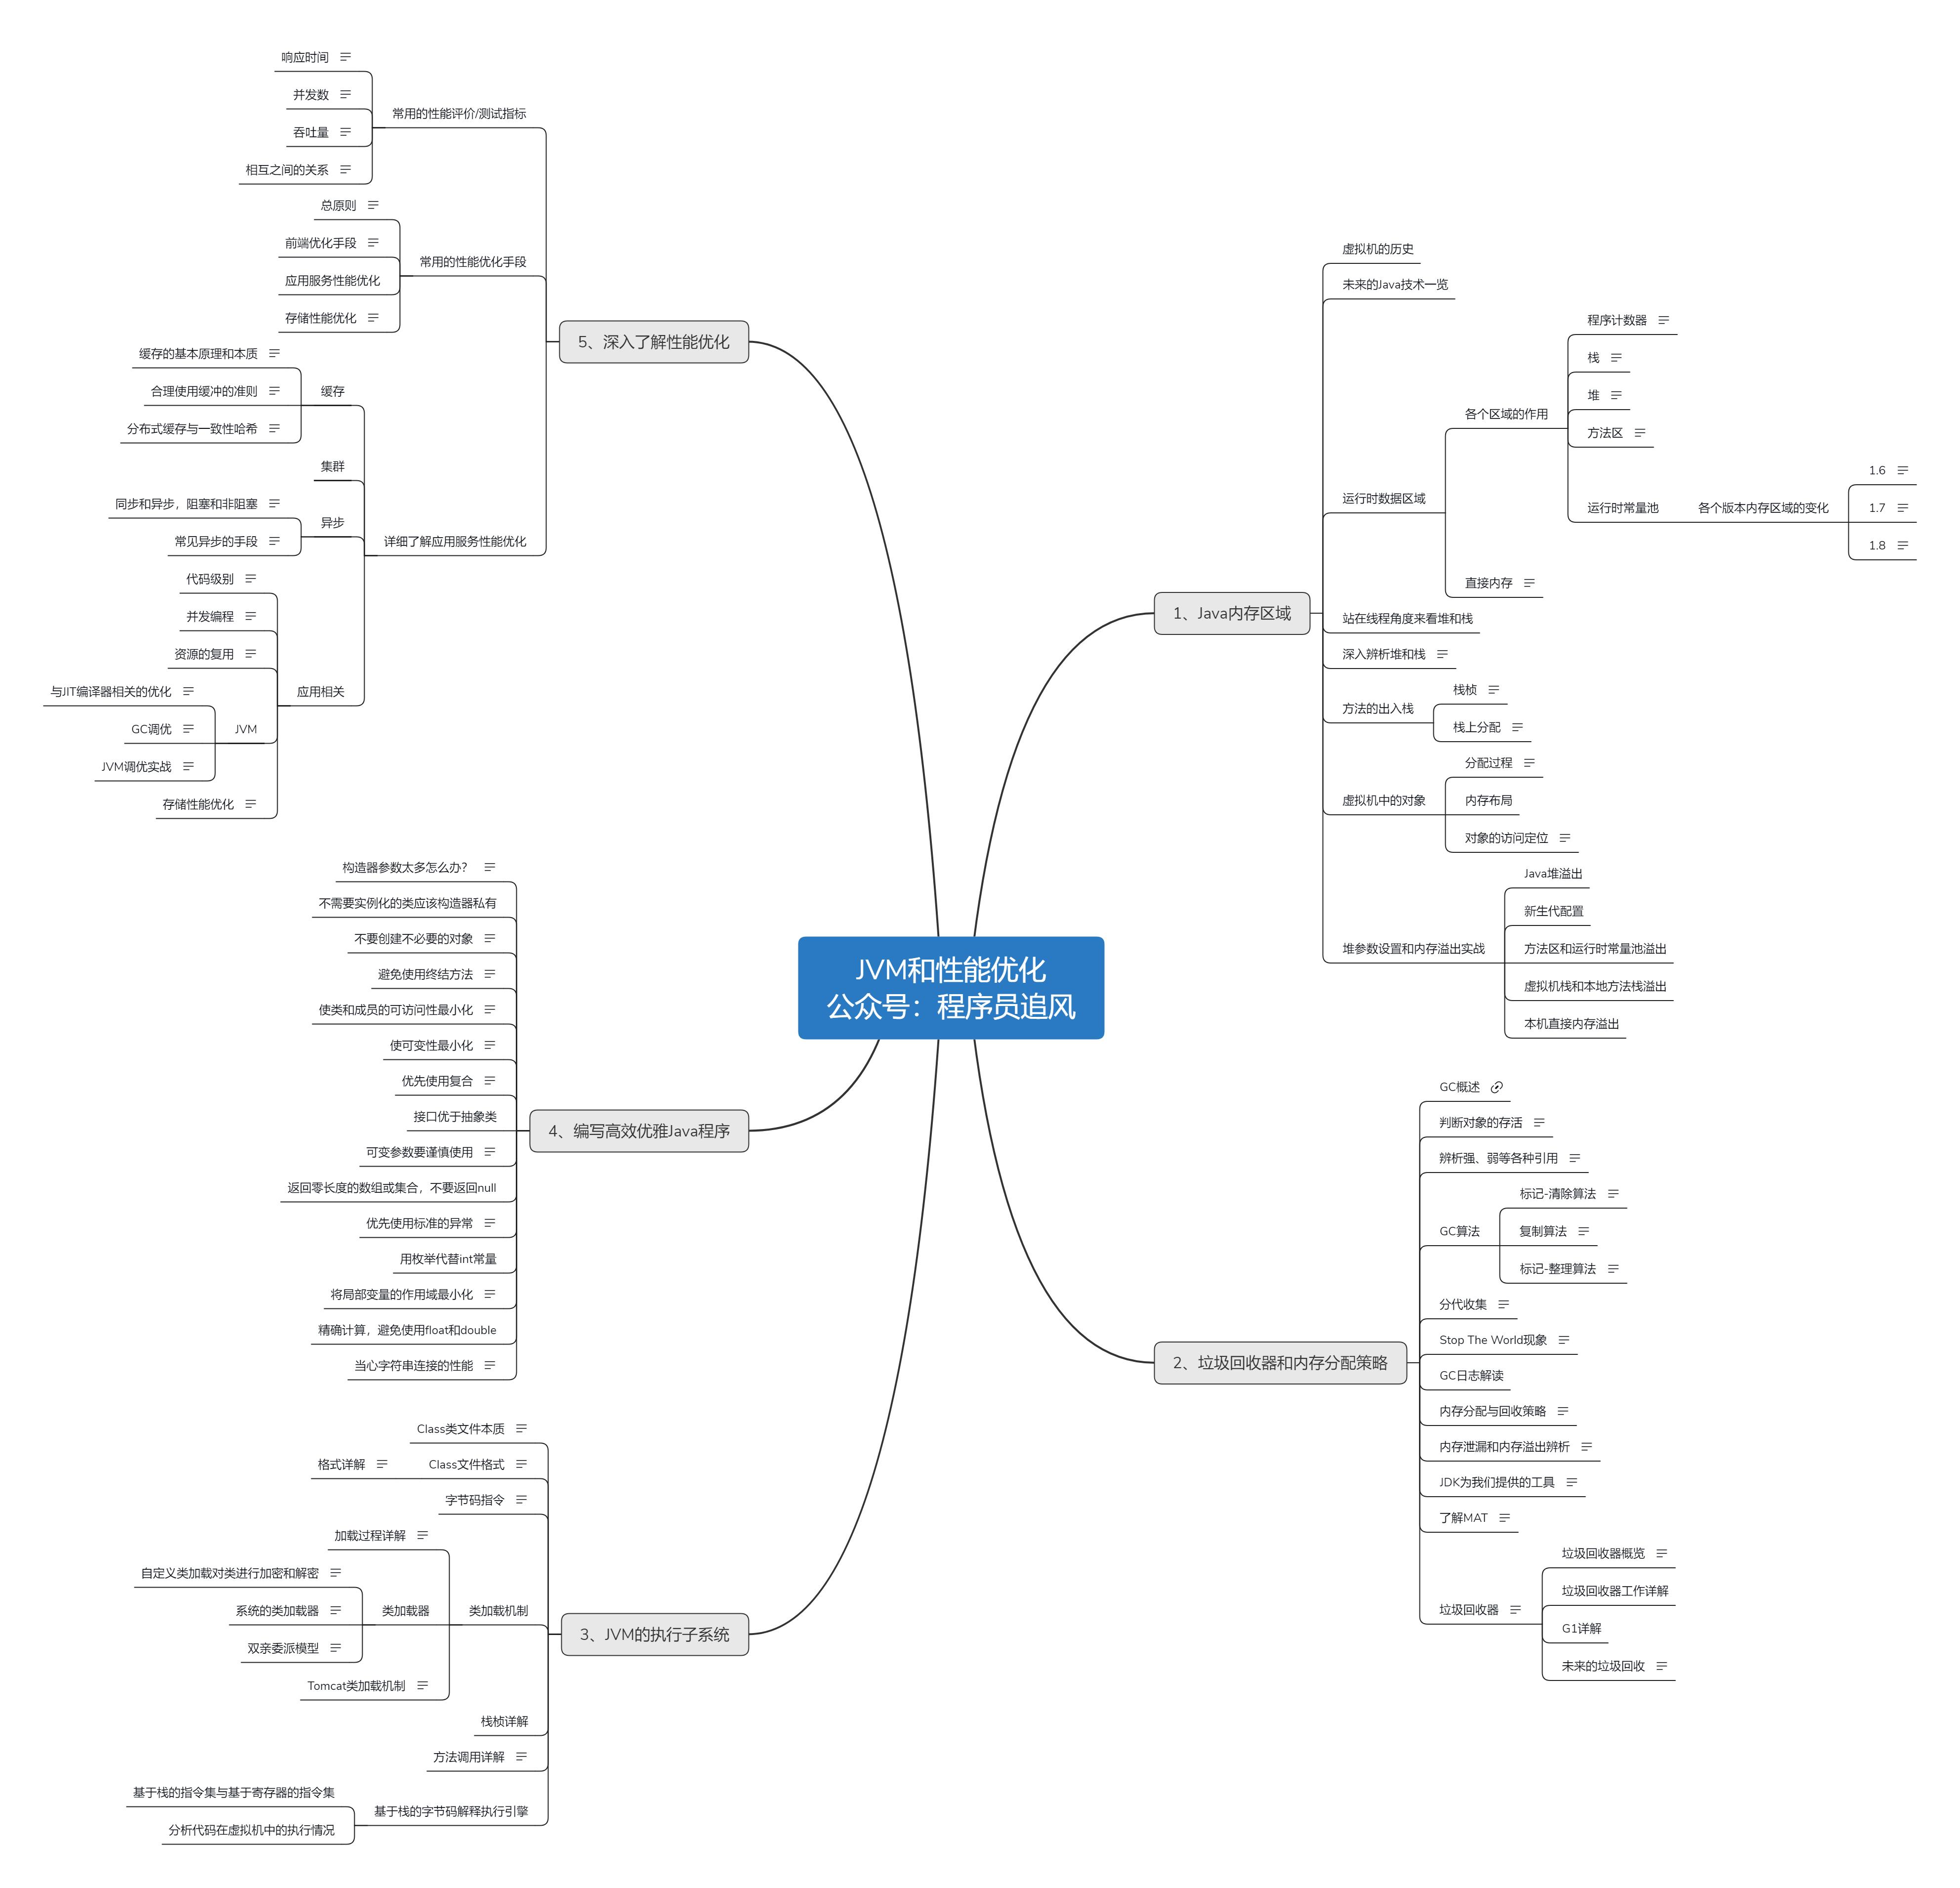 JVM和性能优化
公众号：程序员追风
1、Java内存区域
虚拟机的历史
未来的Java技术一览
运行时数据区域
各个区域的作用
程序计数器
栈
堆
方法区
运行时常量池
各个版本内存区域的变化
1.6
1.7
1.8
直接内存
站在线程角度来看堆和栈
深入辨析堆和栈
方法的出入栈
栈桢
栈上分配
虚拟机中的对象
分配过程
内存布局
对象的访问定位
堆参数设置和内存溢出实战
Java堆溢出
新生代配置
方法区和运行时常量池溢出
虚拟机栈和本地方法栈溢出
本机直接内存溢出
2、垃圾回收器和内存分配策略
GC概述
判断对象的存活
辨析强、弱等各种引用
GC算法
标记-清除算法
复制算法
标记-整理算法
分代收集
Stop The World现象
GC日志解读
内存分配与回收策略
内存泄漏和内存溢出辨析
JDK为我们提供的工具
了解MAT
垃圾回收器
垃圾回收器概览
垃圾回收器工作详解
G1详解
未来的垃圾回收
3、JVM的执行子系统
Class类文件本质
Class文件格式
格式详解
字节码指令
类加载机制
加载过程详解
类加载器
自定义类加载对类进行加密和解密
系统的类加载器
双亲委派模型
Tomcat类加载机制
栈桢详解
方法调用详解
基于栈的字节码解释执行引擎
基于栈的指令集与基于寄存器的指令集
分析代码在虚拟机中的执行情况
4、编写高效优雅Java程序
构造器参数太多怎么办？
不需要实例化的类应该构造器私有
不要创建不必要的对象
避免使用终结方法
使类和成员的可访问性最小化
使可变性最小化
优先使用复合
接口优于抽象类
可变参数要谨慎使用
返回零长度的数组或集合，不要返回null
优先使用标准的异常
用枚举代替int常量
将局部变量的作用域最小化
精确计算，避免使用float和double
当心字符串连接的性能
5、深入了解性能优化
常用的性能评价/测试指标
响应时间
并发数
吞吐量
相互之间的关系
常用的性能优化手段
总原则
前端优化手段
应用服务性能优化
存储性能优化
详细了解应用服务性能优化
缓存
缓存的基本原理和本质
合理使用缓冲的准则
分布式缓存与一致性哈希
集群
异步
同步和异步，阻塞和非阻塞
常见异步的手段
应用相关
代码级别
并发编程
资源的复用
JVM
与JIT编译器相关的优化
GC调优
JVM调优实战
存储性能优化